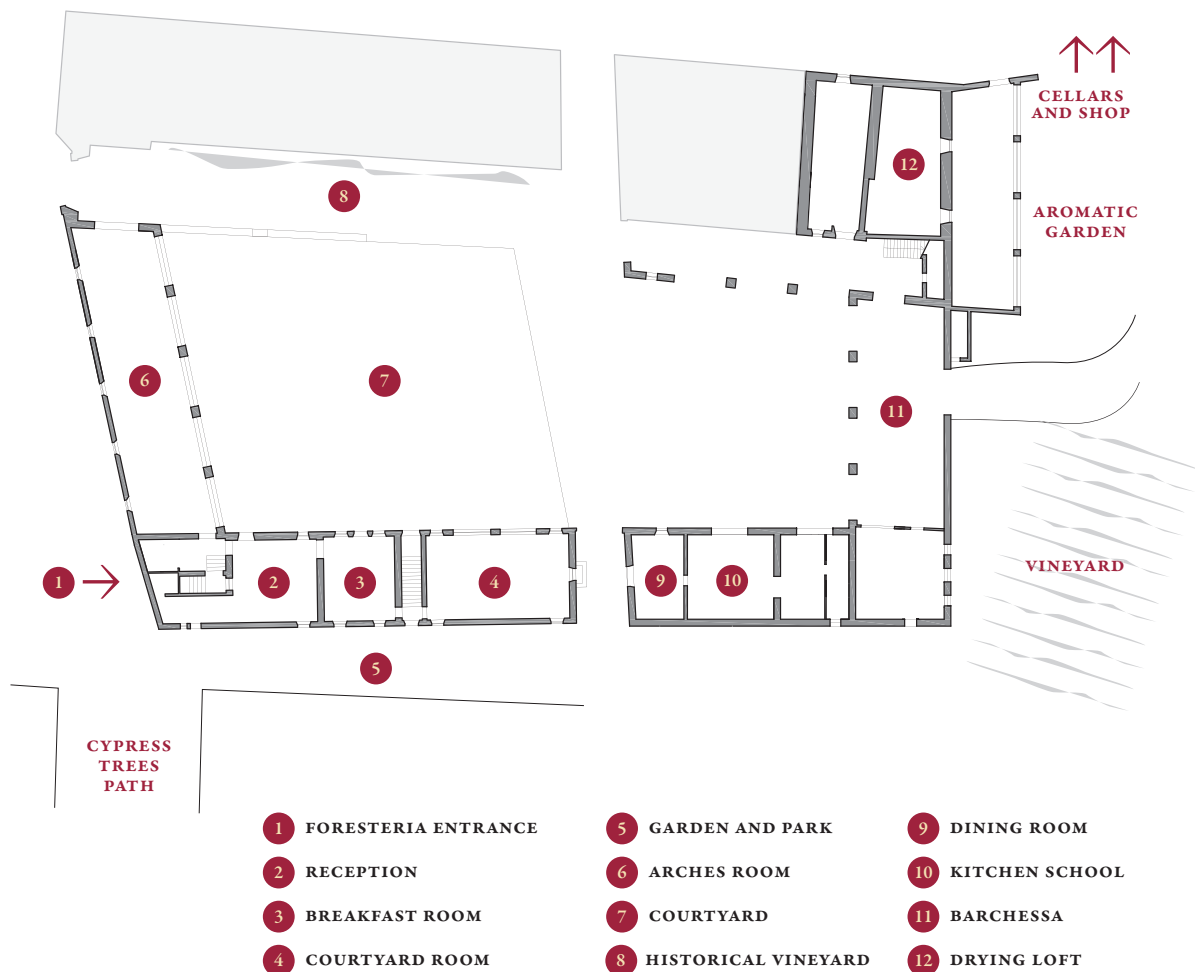 CELLARS
AND SHOP
12
8
AROMATIC
GARDEN
6
7
11
1
2
3
4
9
10
VINEYARD
5
CYPRESS
TREES
PATH
1 FORESTERIA ENTRANCE
2 RECEPTION
3 BREAKFAST ROOM
4 COURTYARD ROOM
5 GARDEN AND PARK
6 ARCHES ROOM
7 COURTYARD
8 HISTORICAL VINEYARD
9 DINING ROOM
10 KITCHEN SCHOOL
11 BARCHESSA
12 DRYING LOFT